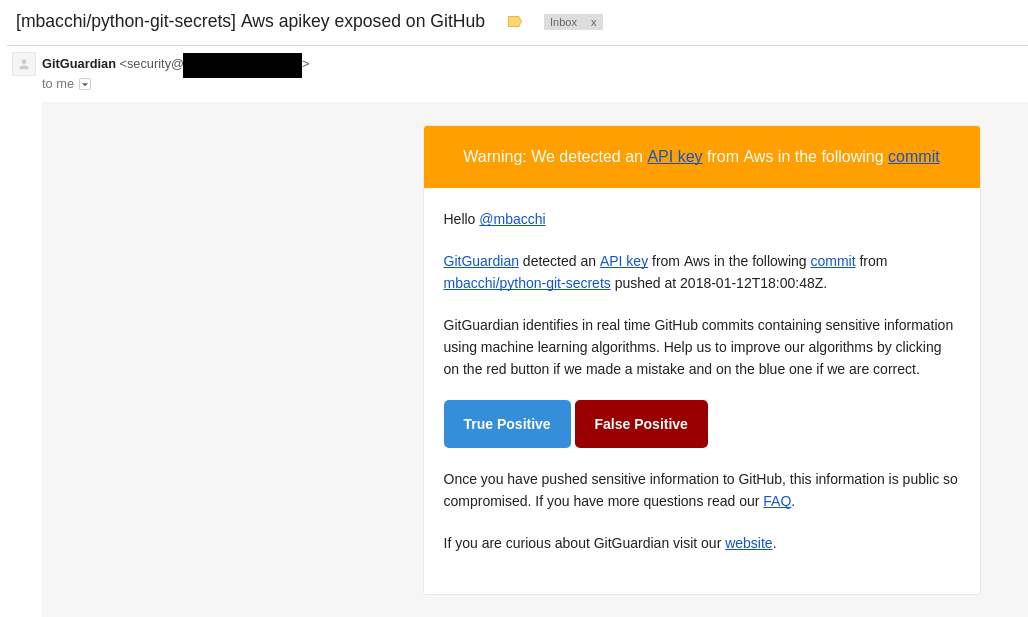 [mbacchi/python-git-secrets] Aws apikey exposed on GitHub Inbox x
GitGuardian <security@ >
to me
Warning: We detected an API key from Aws in the following commit
Hello @mbacchi
GitGuardian detected an API key from Aws in the following commit from
mbacchi/python-git-secrets pushed at 2018-01-12T18:00:48Z.
GitGuardian identifies in real time GitHub commits containing sensitive information
using machine learning algorithms. Help us to improve our algorithms by clicking
on the red button if we made a mistake and on the blue one if we are correct.
True Positive False Positive
Once you have pushed sensitive information to GitHub, this information is public so
compromised. If you have more questions read our FAQ.
If you are curious about GitGuardian visit our website.